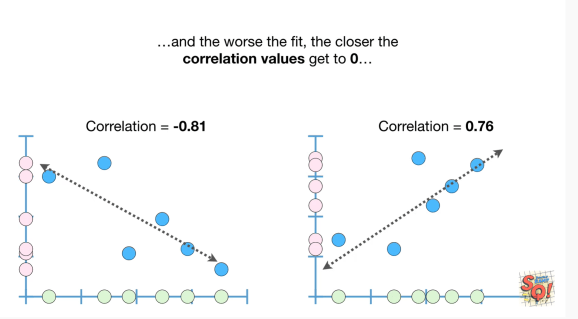 …and the worse the fit, the closer the
correlation values get to 0…
Correlation = -0.81
Correlation = 0.76
SQ!